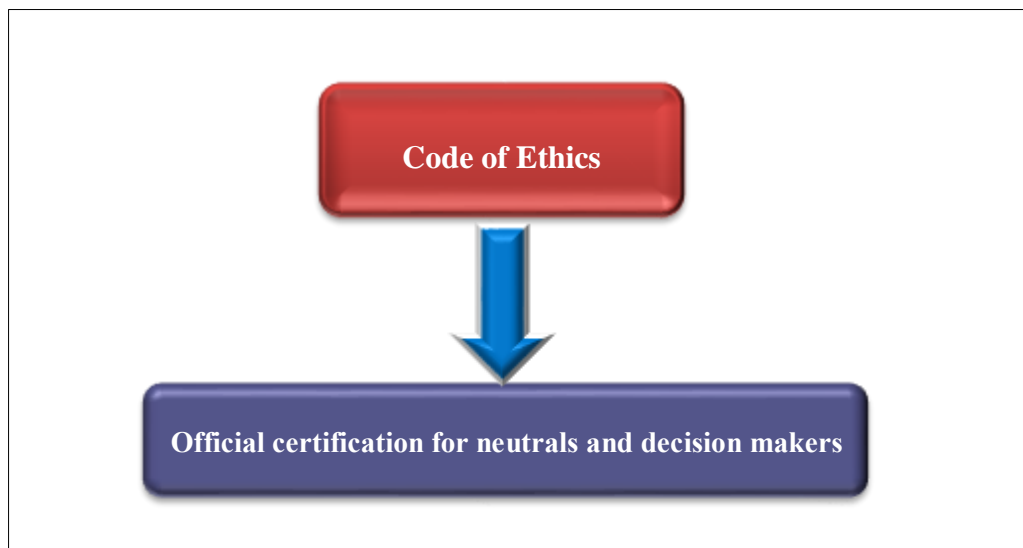 Code of Ethics
Official certification for neutrals and decision makers